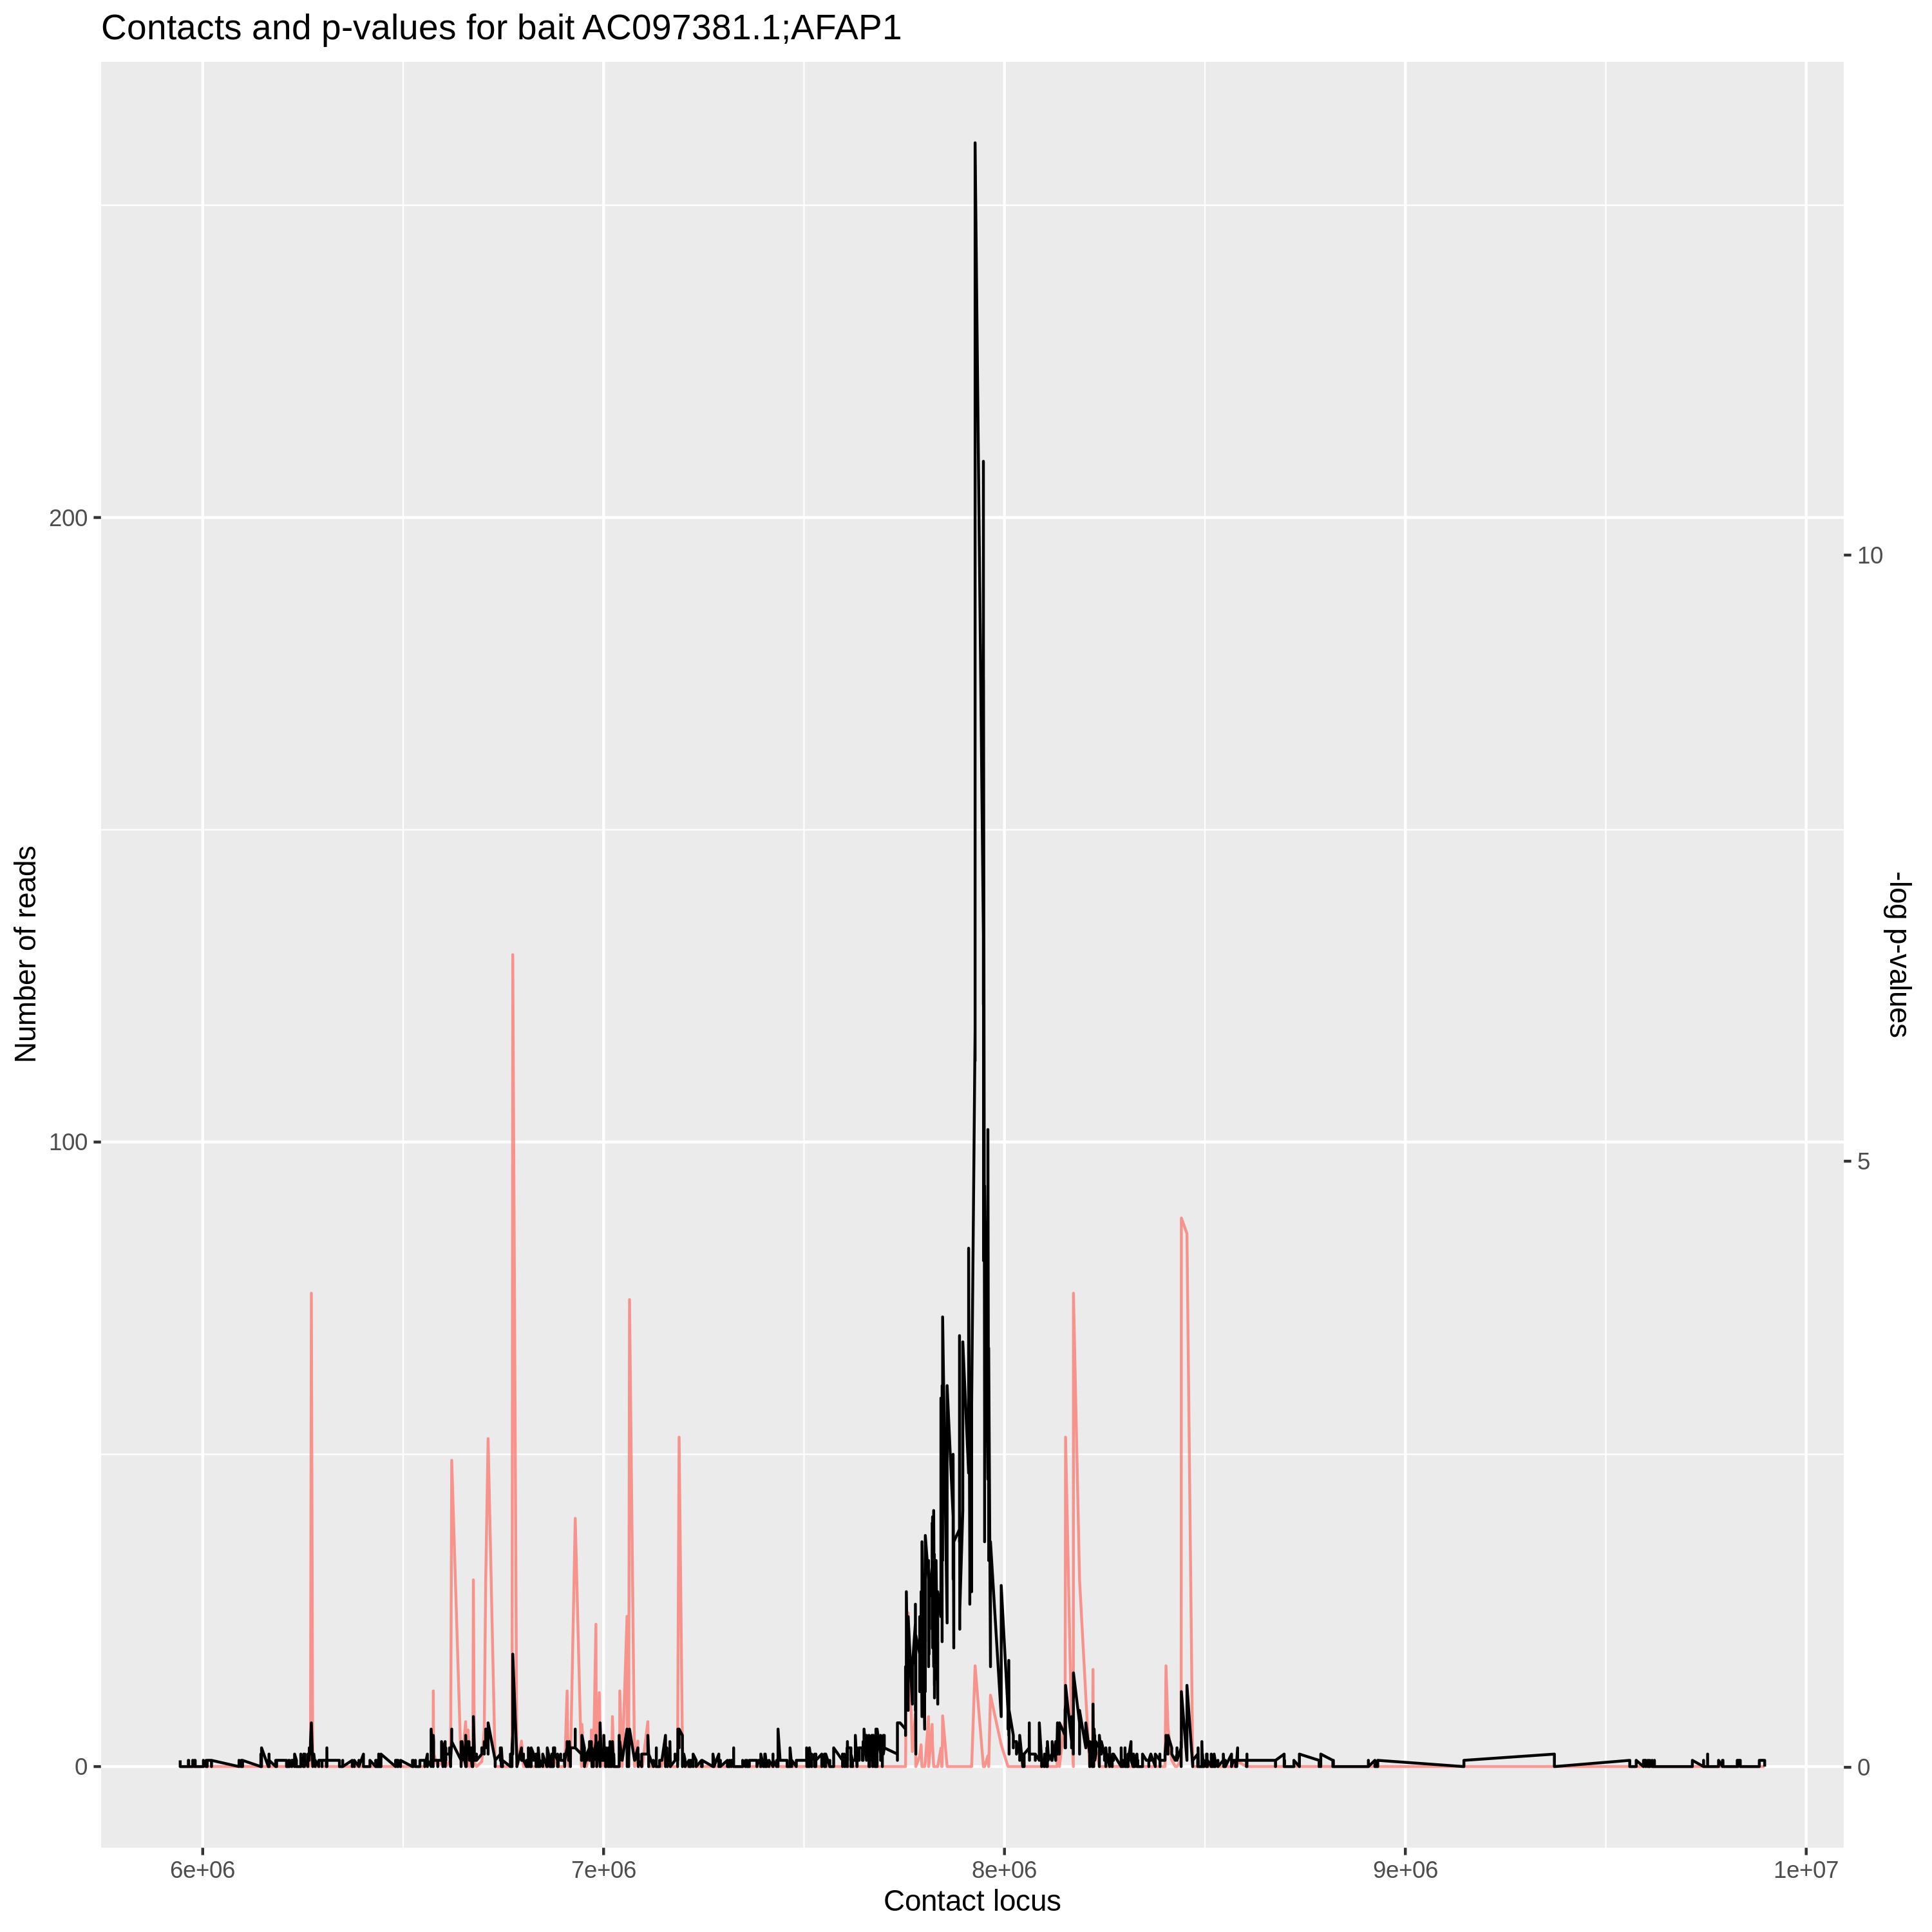 Contacts and p-values for bait AC097381.1;AFAP1
Number of reads
200
100
0
10
5
0
-log p-values
6e+06
7e+06
8e+06
9e+06
1e+07
Contact locus